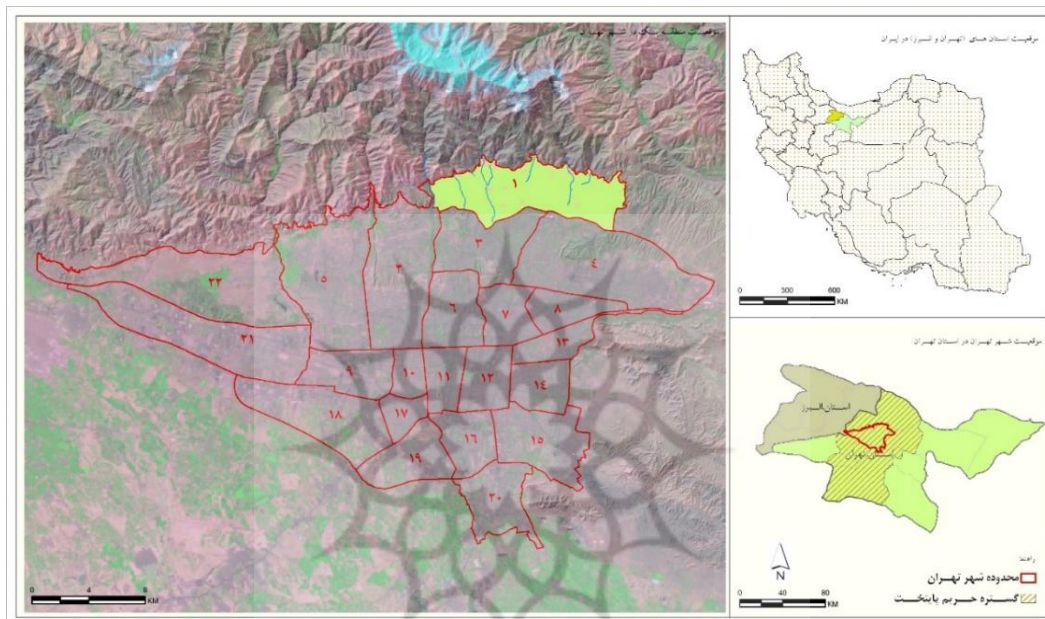 موقعیت منطقه یک در شهر تهران
۱
۳
۴
۲
۵
۲۲
۶
۷
۸
۲۱
۱۳
۹
۱۰
۱۱
۱۲
۱۴
۱۸
۱۷
۱۶
۱۵
۱۹
۲۰
0 4 8
KM
موقعیت استان های (تهران و البرز) در ایران
0 300 600
KM
موقعیت شهر تهران در استان تهران
استان البرز
استان تهران
راهنما
محدوده شهر تهران
گستره حریم پایتخت
N
0 40 80
KM